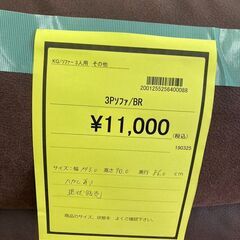 KG/ソファー3人用 その他
2001255256400088
3Pソファ/BR
¥11,000
(税込)
190325
サイズ:幅 高さ 70.0 奥行 cm
商品のサイズ、状態を よくご確認下さい。